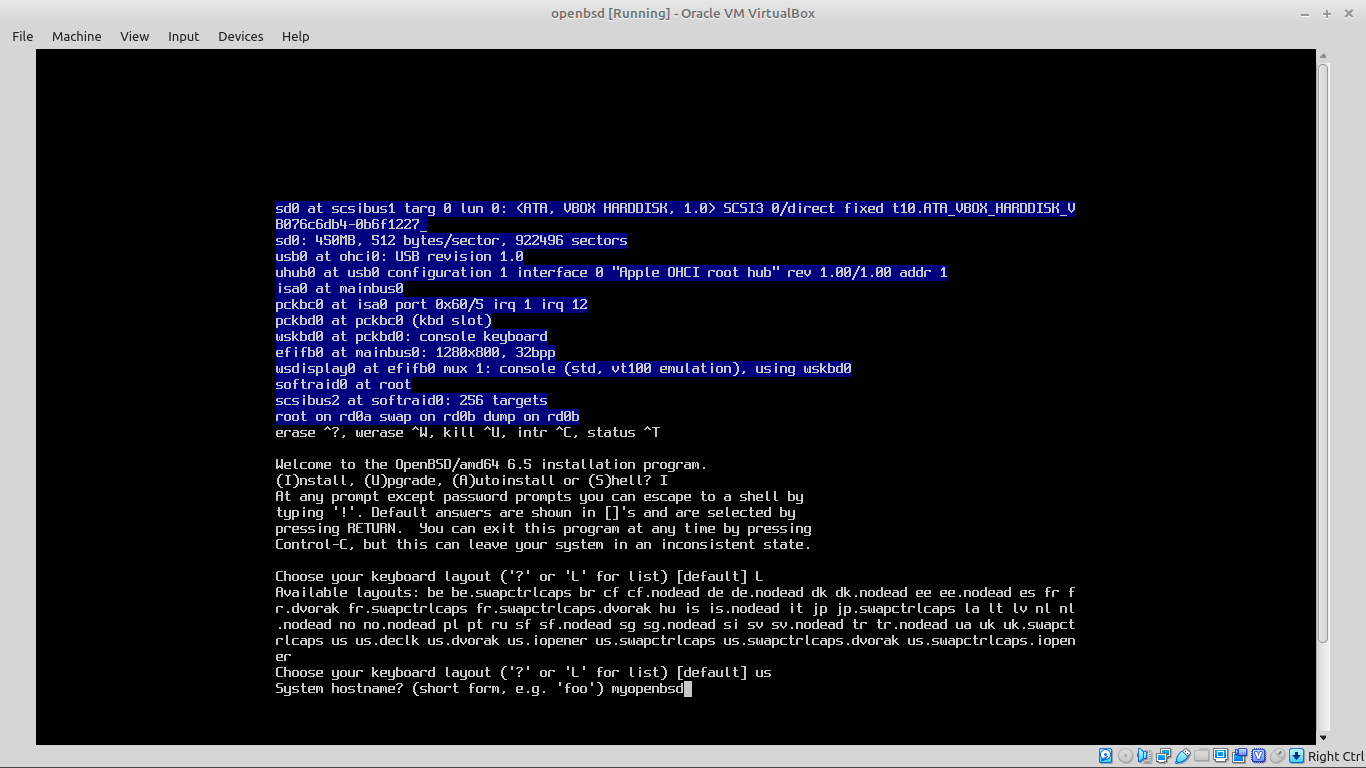 openbsd [Running] - Oracle VM VirtualBox
File Machine View Input Devices Help
sd0 at scsibus1 targ 0 lun 0: <ATA, VBOX HARDDISK, 1.0> SCSI3 0/direct fixed t10.ATA_VBOX_HARDDISK_V
B076c6db4-0b6f1227_
sd0: 450MB, 512 bytes/sector, 922496 sectors
usb0 at ohci0: USB revision 1.0
uhub0 at usb0 configuration 1 interface 0 "Apple OHCI root hub" rev 1.00/1.00 addr 1
isa0 at mainbus0
pckbc0 at isa0 port 0x60/5 irq 1 irq 12
pckbd0 at pckbc0 (kbd slot)
wskbd0 at pckbd0: console keyboard
efifb0 at mainbus0: 1280x800, 32bpp
wsdisplay0 at efifb0 mux 1: console (std, vt100 emulation), using wskbd0
softraid0 at root
scsibus2 at softraid0: 256 targets
root on rd0a swap on rd0b dump on rd0b
erase ^?, werase ^W, kill ^U, intr ^C, status ^T
Welcome to the OpenBSD/amd64 6.5 installation program.
(I)nstall, (U)pgrade, (A)utoinstall or (S)hell? I
At any prompt except password prompts you can escape to a shell by
typing '!'. Default answers are shown in []'s and are selected by
pressing RETURN.  You can exit this program at any time by pressing
Control-C, but this can leave your system in an inconsistent state.
Choose your keyboard layout ('?' or 'L' for list) [default] L
Available layouts: be be.swapctrlcaps br cf cf.nodead de de.nodead dk dk.nodead ee ee.nodead es fr f
r.dvorak fr.swapctrlcaps fr.swapctrlcaps.dvorak hu is is.nodead it jp jp.swapctrlcaps la lt lv nl nl
.nodead no no.nodead pl pt ru sf sf.nodead sg sg.nodead si sv sv.nodead tr tr.nodead ua uk uk.swapct
rlcaps us us.declk us.dvorak us.iopener us.swapctrlcaps us.swapctrlcaps.dvorak us.swapctrlcaps.iopen
er
Choose your keyboard layout ('?' or 'L' for list) [default] us
System hostname? (short form, e.g. 'foo') myopenbsd
Right Ctrl